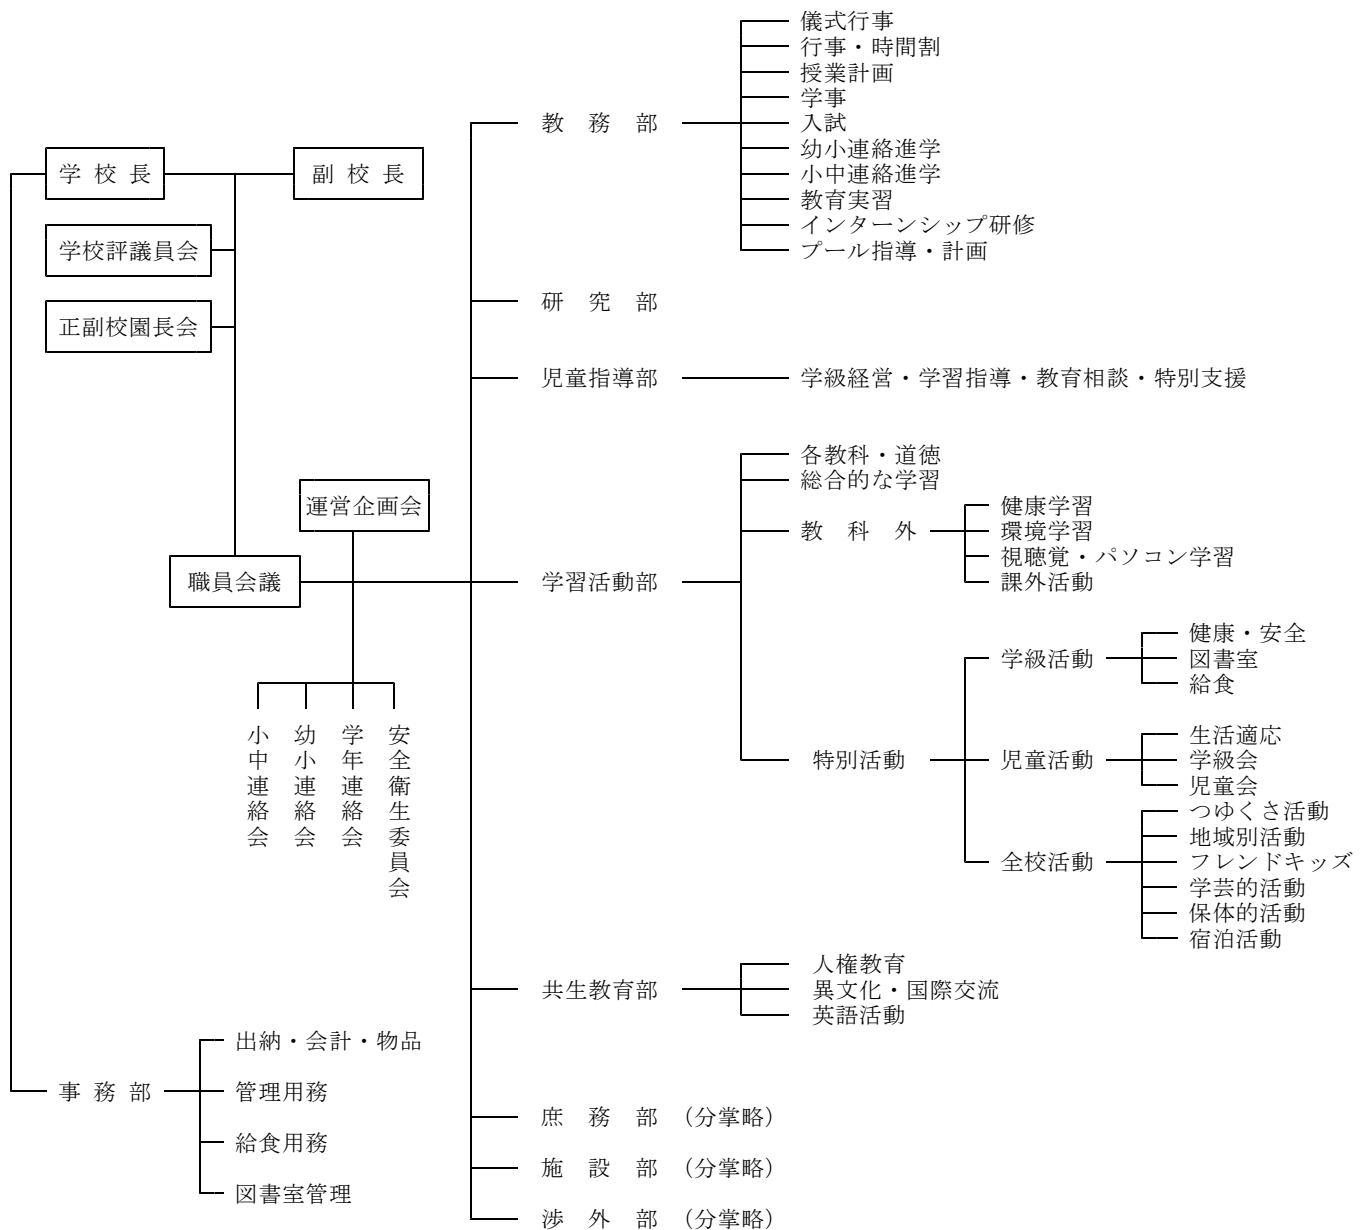 学校長
副校長
学校評議員会
正副校園長会
運営企画会
職員会議
小中連絡会
幼小連絡会
学年連絡会
安全衛生委員会
事務部
出納・会計・物品
管理用務
給食用務
図書室管理
教務部
儀式行事
行事・時間割
授業計画
学事
入試
幼小連絡進学
小中連絡進学
教育実習
インターンシップ研修
プール指導・計画
研究部
児童指導部
学級経営・学習指導・教育相談・特別支援
学習活動部
各教科・道徳
総合的な学習
教科外
健康学習
環境学習
視聴覚・パソコン学習
課外活動
特別活動
学級活動
健康・安全
図書室
給食
児童活動
生活適応
学級会
児童会
全校活動
つゆくさ活動
地域別活動
フレンドキッズ
学芸的活動
保体的活動
宿泊活動
共生教育部
人権教育
異文化・国際交流
英語活動
庶務部（分掌略）
施設部（分掌略）
渉外部（分掌略）